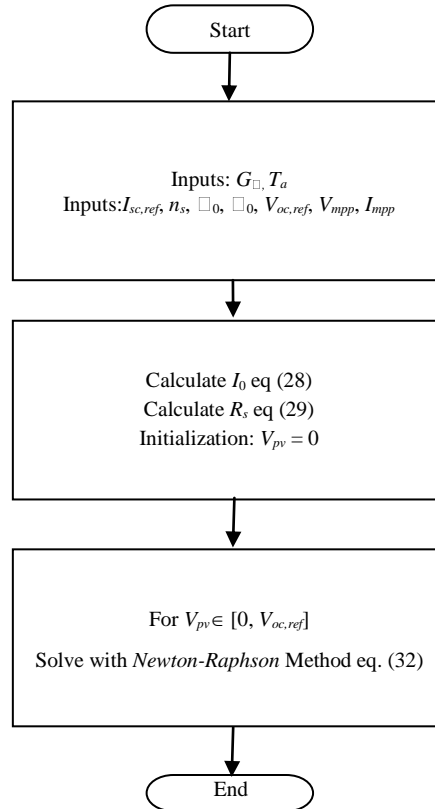 Start
Inputs: G□, Ta
Inputs:Isc,ref, ns, □0, □0, Voc,ref, Vmpp, Impp
Calculate I0 eq (28)
Calculate Rs eq (29)
Initialization: Vpv = 0
For Vpv ∈ [0, Voc,ref]
Solve with Newton-Raphson Method eq. (32)
End